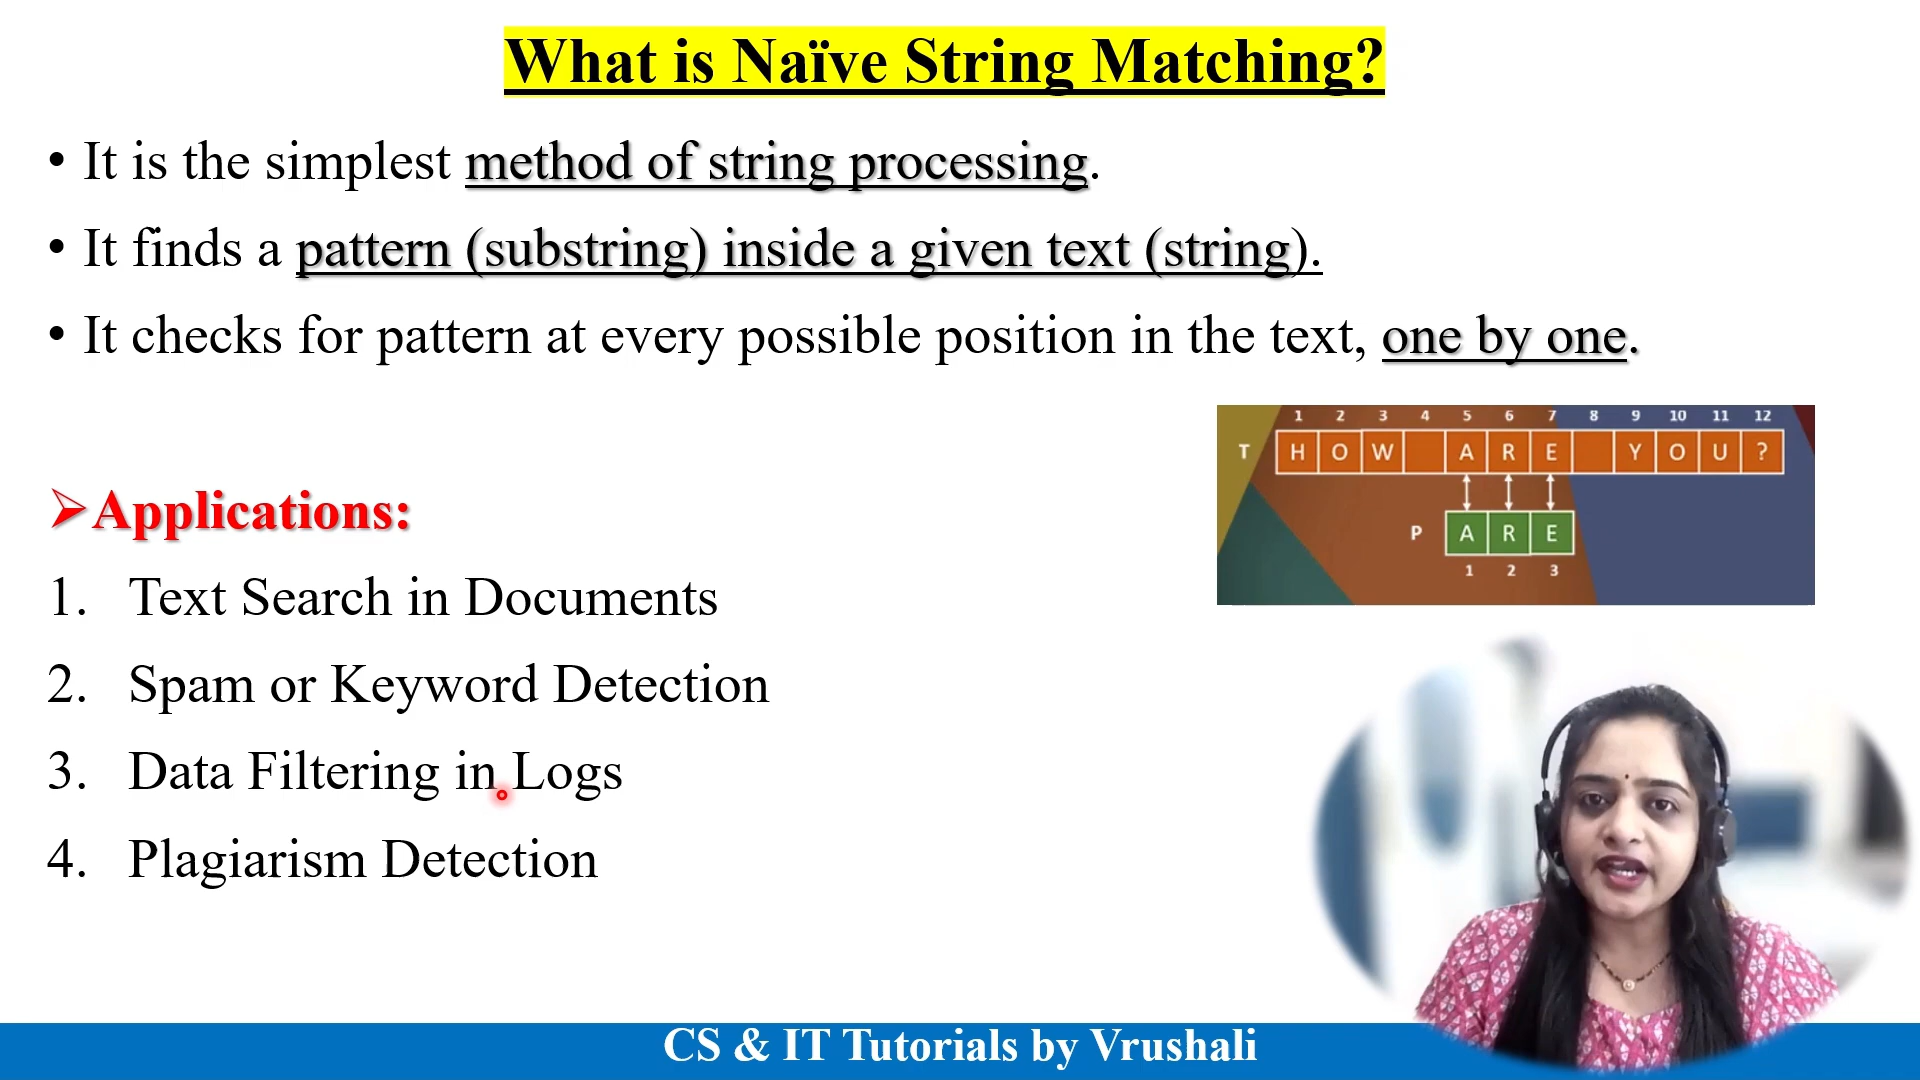 What is Naïve String Matching?
• It is the simplest method of string processing.
• It finds a pattern (substring) inside a given text (string).
• It checks for pattern at every possible position in the text, one by one.
1 2 3 4 5 6 7 8 9 10 11 12
T H O W A R E Y O U ?
P A R E
1 2 3
➢Applications:
1. Text Search in Documents
2. Spam or Keyword Detection
3. Data Filtering in Logs
4. Plagiarism Detection
CS & IT Tutorials by Vrushali